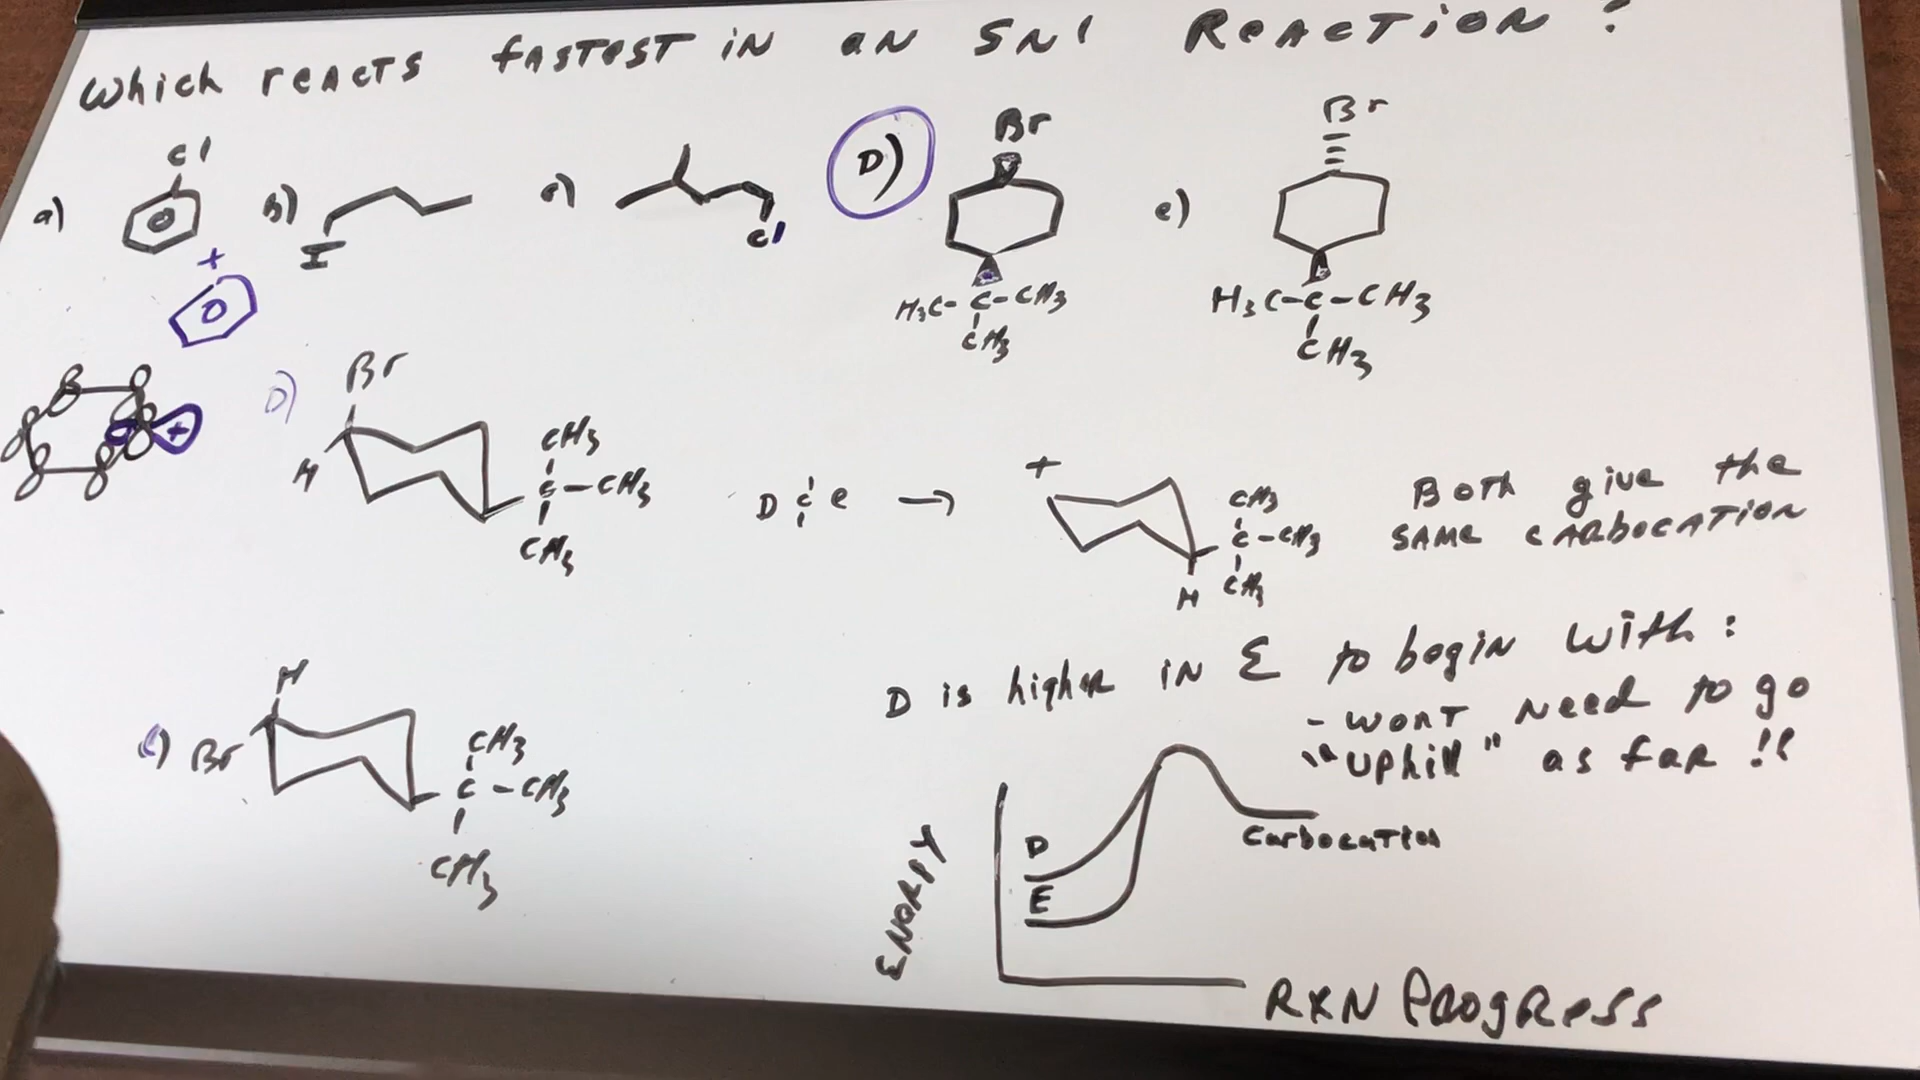 Which reacts fastest in an SN1 Reaction?
a)
Cl
b)
I
c)
Cl
D)
Br
H3C-C-CH3
CH3
e)
Br
H3C-C-CH3
CH3
+
+
D)
Br
H
CH3
C-CH3
CH3
D & e →
+
CH3
C-CH3
CH3
H
Both give the
same carbocation
e)
H
Br
CH3
C-CH3
CH3
D is higher in E to begin with:
- wont need to go
"uphill" as far !!
Enorpy
D
E
Carbocation
RXN Progress